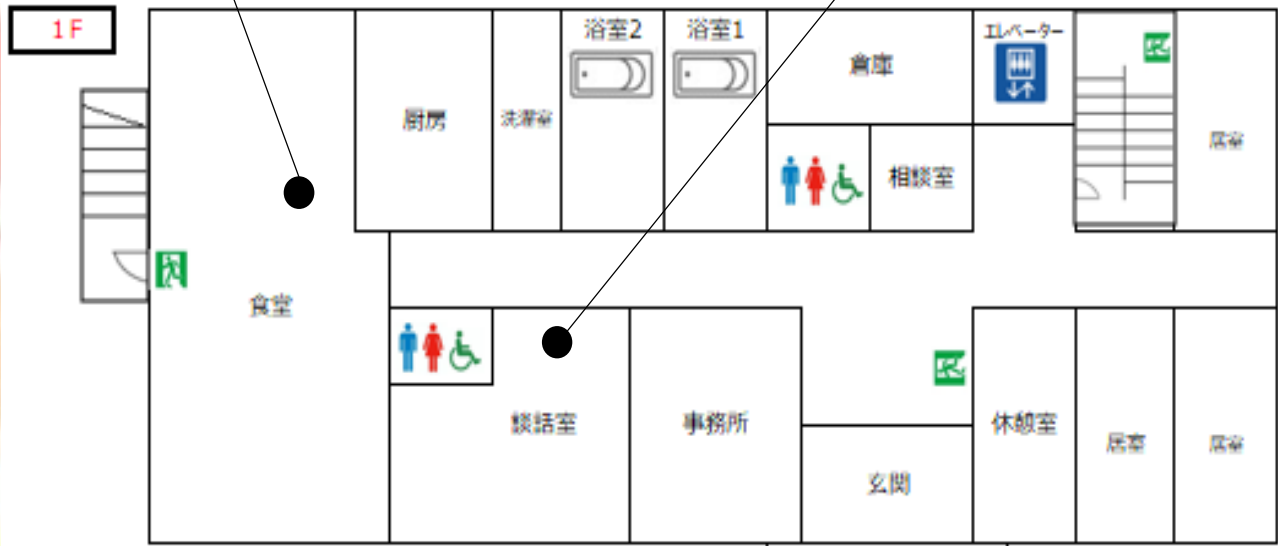 1F
浴室2
浴室1
エレベーター
倉庫
厨房
洗濯室
居室
相談室
食堂
談話室
事務所
休憩室
居室
居室
玄関